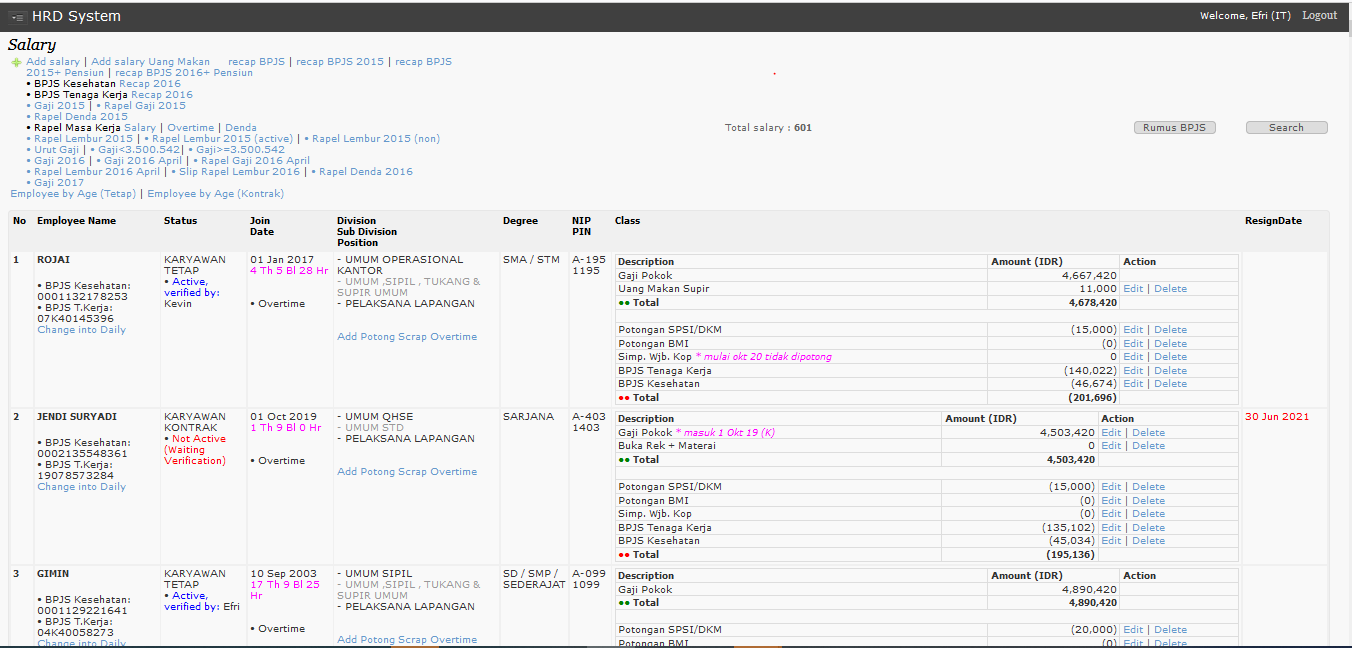 HRD System
Welcome, Efri (IT) Logout
Salary
Add salary | Add salary Uang Makan recap BPJS | recap BPJS 2015 | recap BPJS
2015+ Pensiun | recap BPJS 2016+ Pensiun
• BPJS Kesehatan Recap 2016
• BPJS Tenaga Kerja Recap 2016
• Gaji 2015 | • Rapel Gaji 2015
• Rapel Denda 2015
• Rapel Masa Kerja Salary | Overtime | Denda
• Rapel Lembur 2015 | • Rapel Lembur 2015 (active) | • Rapel Lembur 2015 (non)
• Urut Gaji | • Gaji<3.500.542| • Gaji>=3.500.542
• Gaji 2016 | • Gaji 2016 April | • Rapel Gaji 2016 April
• Rapel Lembur 2016 April | • Slip Rapel Lembur 2016 | • Rapel Denda 2016
• Gaji 2017
Employee by Age (Tetap) | Employee by Age (Kontrak)
Total salary : 601
Rumus BPJS
Search
No
Employee Name
Status
Join
Date
Division
Sub Division
Position
Degree
NIP
PIN
Class
ResignDate
1
ROJAI
• BPJS Kesehatan:
0001132178253
• BPJS T.Kerja:
07K40145396
Change into Daily
KARYAWAN
TETAP
• Active,
verified by:
Kevin
01 Jan 2017
4 Th 5 Bl 28 Hr
• Overtime
- UMUM OPERASIONAL
KANTOR
- UMUM ,SIPIL , TUKANG &
SUPIR UMUM
- PELAKSANA LAPANGAN
Add Potong Scrap Overtime
SMA / STM
A-195
1195
Description Amount (IDR) Action
Gaji Pokok 4,667,420
Uang Makan Supir 11,000 Edit | Delete
•• Total 4,678,420
Potongan SPSI/DKM (15,000) Edit | Delete
Potongan BMI (0) Edit | Delete
Simp. Wjb. Kop * mulai okt 20 tidak dipotong 0 Edit | Delete
BPJS Tenaga Kerja (140,022) Edit | Delete
BPJS Kesehatan (46,674) Edit | Delete
•• Total (201,696)
2
JENDI SURYADI
• BPJS Kesehatan:
0002135548361
• BPJS T.Kerja:
19078573284
Change into Daily
KARYAWAN
KONTRAK
• Not Active
(Waiting
Verification)
01 Oct 2019
1 Th 9 Bl 0 Hr
• Overtime
- UMUM QHSE
- UMUM STD
- PELAKSANA LAPANGAN
Add Potong Scrap Overtime
SARJANA
A-403
1403
Description Amount (IDR) Action
Gaji Pokok * masuk 1 Okt 19 (K) 4,503,420 Edit | Delete
Buka Rek + Materai 0 Edit | Delete
•• Total 4,503,420
Potongan SPSI/DKM (15,000) Edit | Delete
Potongan BMI (0) Edit | Delete
Simp. Wjb. Kop (0) Edit | Delete
BPJS Tenaga Kerja (135,102) Edit | Delete
BPJS Kesehatan (45,034) Edit | Delete
•• Total (195,136)
30 Jun 2021
3
GIMIN
• BPJS Kesehatan:
0001129221641
• BPJS T.Kerja:
04K40058273
Change into Daily
KARYAWAN
TETAP
• Active,
verified by: Efri
10 Sep 2003
17 Th 9 Bl 25
Hr
• Overtime
- UMUM SIPIL
- UMUM ,SIPIL , TUKANG &
SUPIR UMUM
- PELAKSANA LAPANGAN
Add Potong Scrap Overtime
SD / SMP /
SEDERAJAT
A-099
1099
Description Amount (IDR) Action
Gaji Pokok 4,890,420
•• Total 4,890,420
Potongan SPSI/DKM (20,000) Edit | Delete
Potongan BMI (0) Edit | Delete